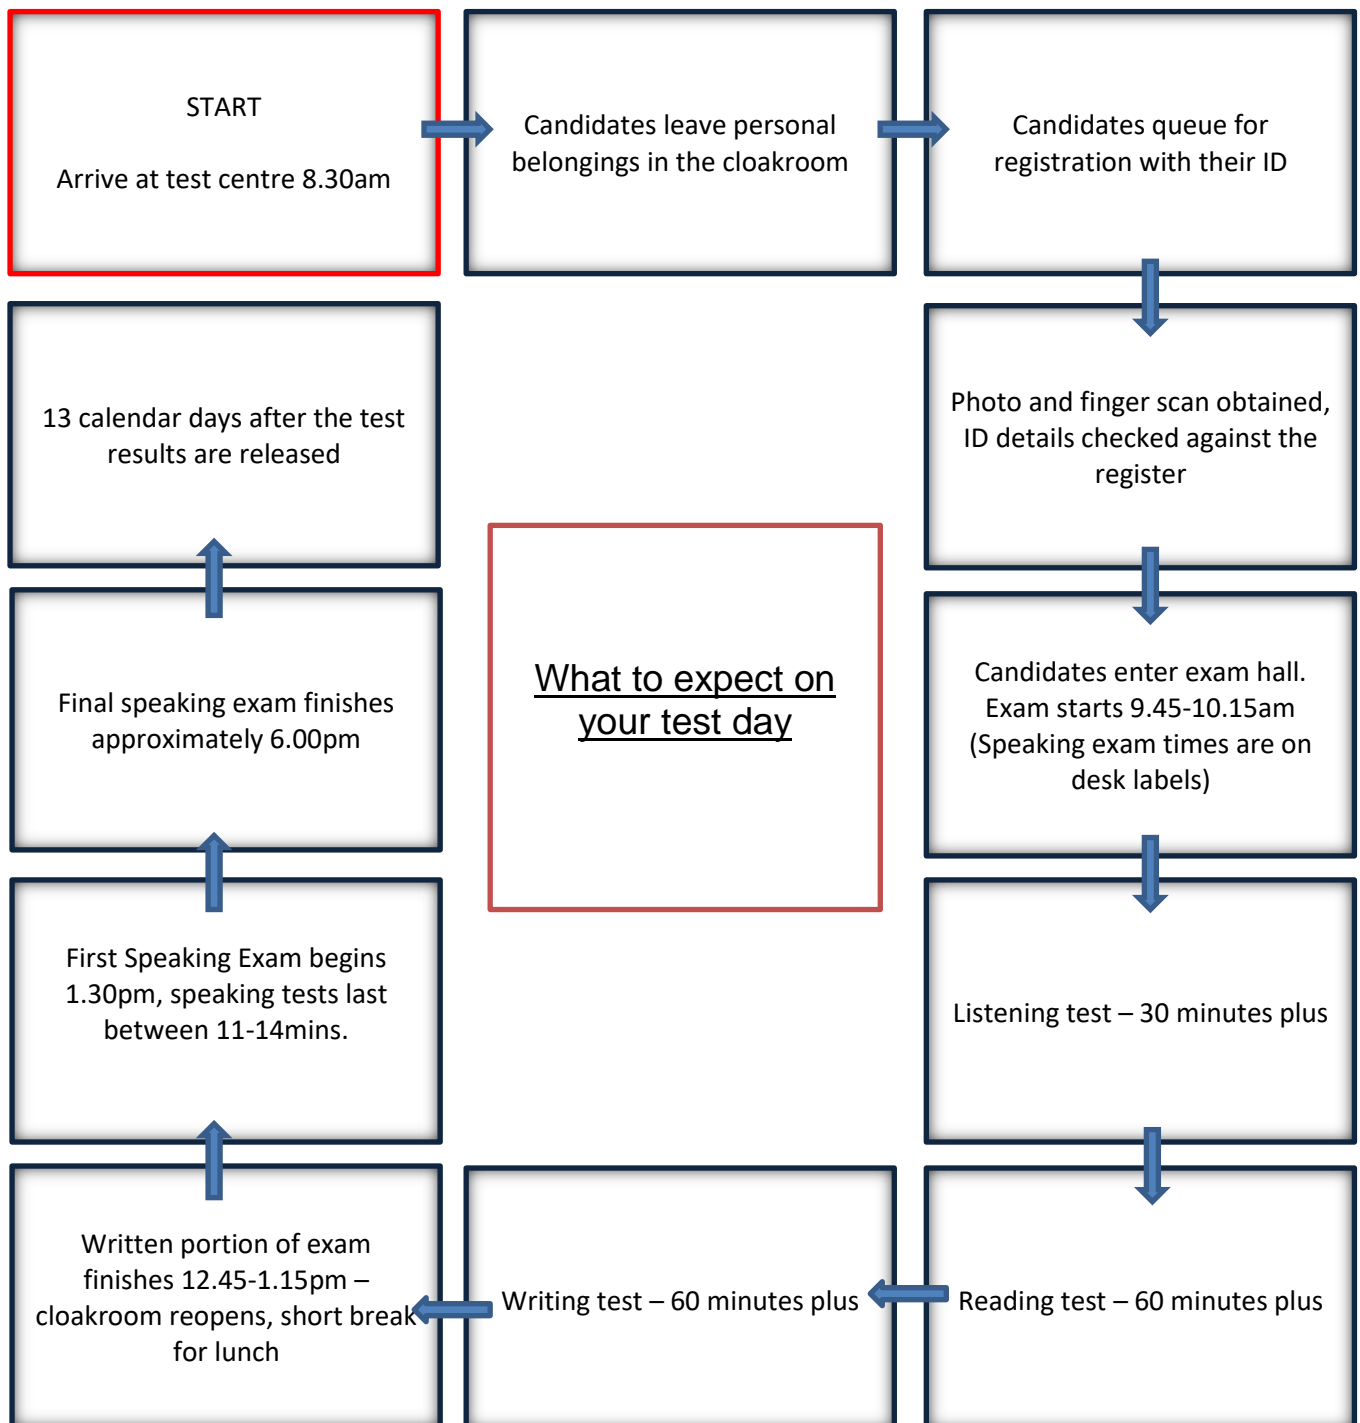 START
Arrive at test centre 8.30am
Candidates leave personal
belongings in the cloakroom
Candidates queue for
registration with their ID
Photo and finger scan obtained,
ID details checked against the
register
Candidates enter exam hall.
Exam starts 9.45-10.15am
(Speaking exam times are on
desk labels)
Listening test – 30 minutes plus
Reading test – 60 minutes plus
Writing test – 60 minutes plus
Written portion of exam
finishes 12.45-1.15pm –
cloakroom reopens, short break
for lunch
First Speaking Exam begins
1.30pm, speaking tests last
between 11-14mins.
Final speaking exam finishes
approximately 6.00pm
13 calendar days after the test
results are released
What to expect on
your test day